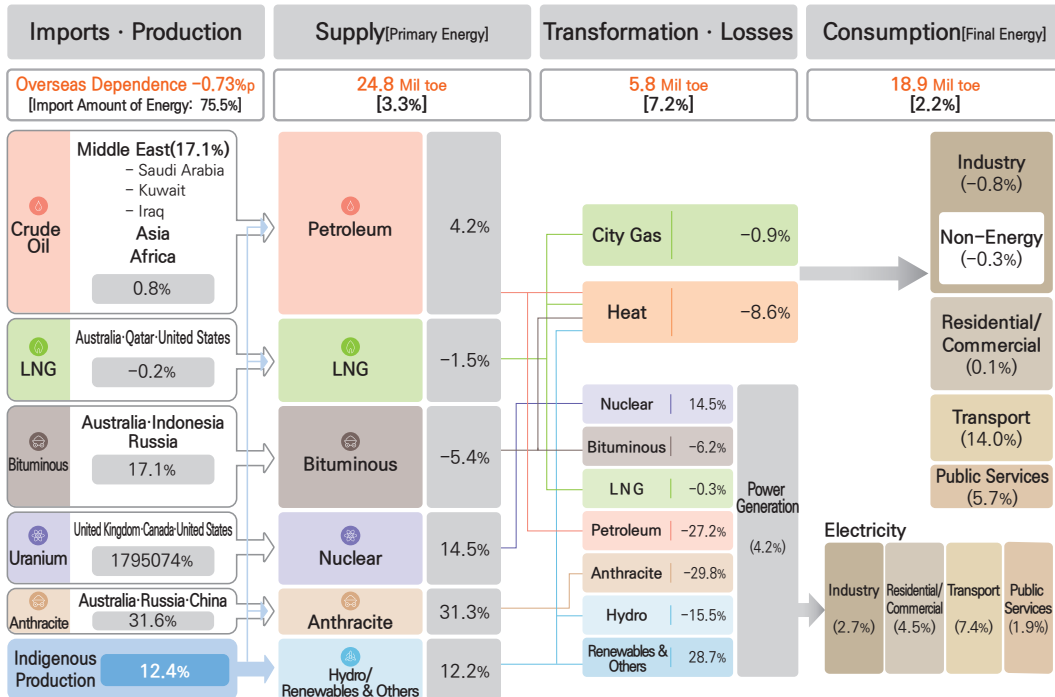 Imports · Production
Supply[Primary Energy]
Transformation · Losses
Consumption[Final Energy]
Overseas Dependence -0.73%p
[Import Amount of Energy: 75.5%]
24.8 Mil toe
[3.3%]
5.8 Mil toe
[7.2%]
18.9 Mil toe
[2.2%]
Crude
Oil
Middle East(17.1%)
- Saudi Arabia
- Kuwait
- Iraq
Asia
Africa
0.8%
LNG
Australia·Qatar·United States
-0.2%
Bituminous
Australia·Indonesia
Russia
17.1%
Uranium
United Kingdom·Canada·United States
1795074%
Anthracite
Australia·Russia·China
31.6%
Indigenous
Production
12.4%
Petroleum
4.2%
LNG
-1.5%
Bituminous
-5.4%
Nuclear
14.5%
Anthracite
31.3%
Hydro/
Renewables & Others
12.2%
City Gas
-0.9%
Heat
-8.6%
Nuclear
14.5%
Bituminous
-6.2%
LNG
-0.3%
Petroleum
-27.2%
Anthracite
-29.8%
Hydro
-15.5%
Renewables &
Others
28.7%
Power
Generation
(4.2%)
Industry
(-0.8%)
Non-Energy
(-0.3%)
Residential/
Commercial
(0.1%)
Transport
(14.0%)
Public Services
(5.7%)
Electricity
Industry
(2.7%)
Residential/
Commercial
(4.5%)
Transport
(7.4%)
Public
Services
(1.9%)